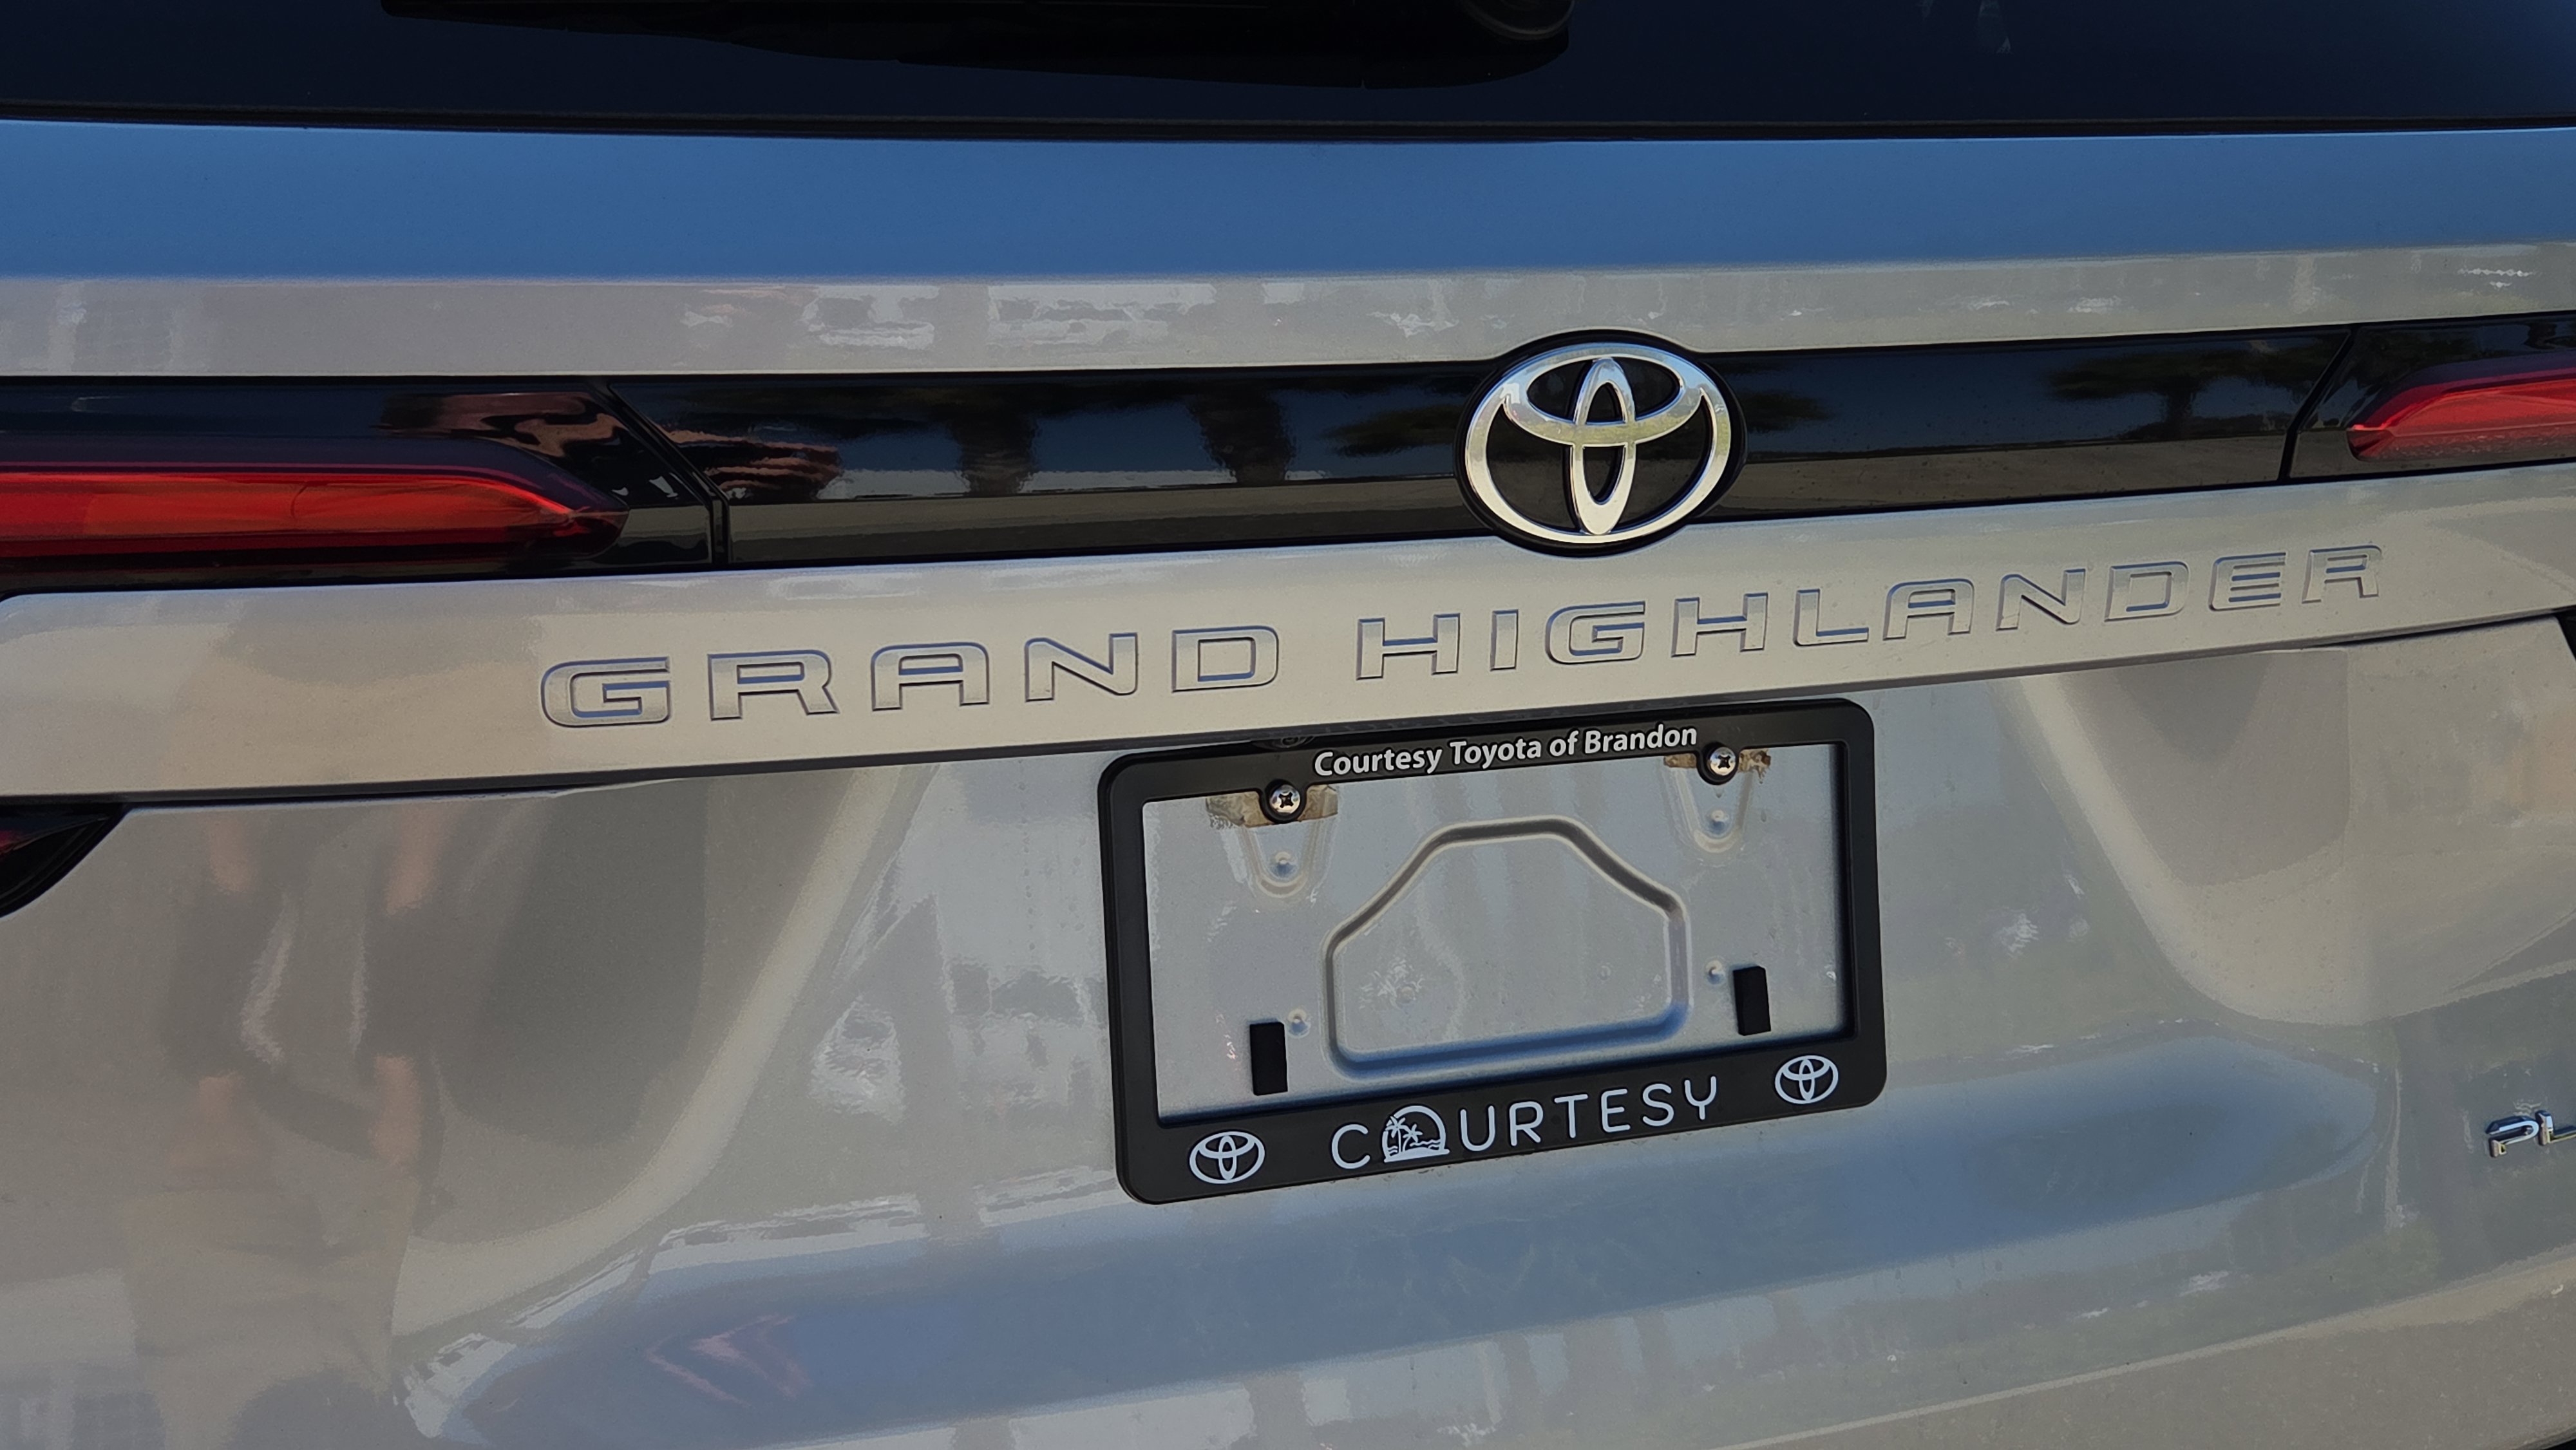 GRAND HIGHLANDER
Courtesy Toyota of Brandon
COURTESY